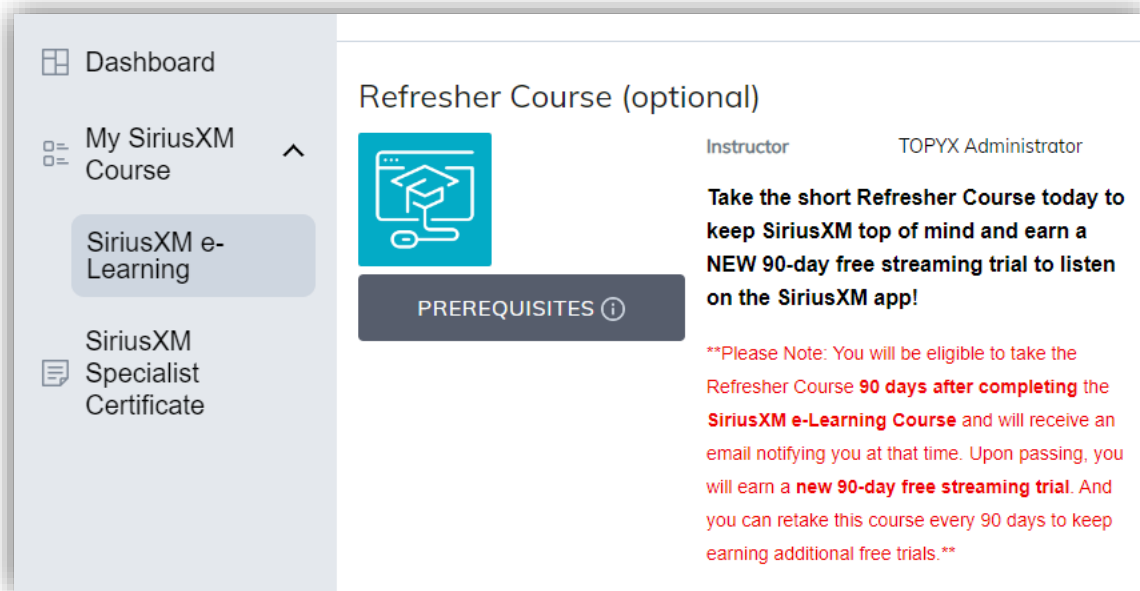 Dashboard
My SiriusXM
Course
SiriusXM e-
Learning
SiriusXM
Specialist
Certificate
Refresher Course (optional)
PREREQUISITES
Instructor TOPYX Administrator
Take the short Refresher Course today to
keep SiriusXM top of mind and earn a
NEW 90-day free streaming trial to listen
on the SiriusXM app!
**Please Note: You will be eligible to take the
Refresher Course 90 days after completing the
SiriusXM e-Learning Course and will receive an
email notifying you at that time. Upon passing, you
will earn a new 90-day free streaming trial. And
you can retake this course every 90 days to keep
earning additional free trials.**